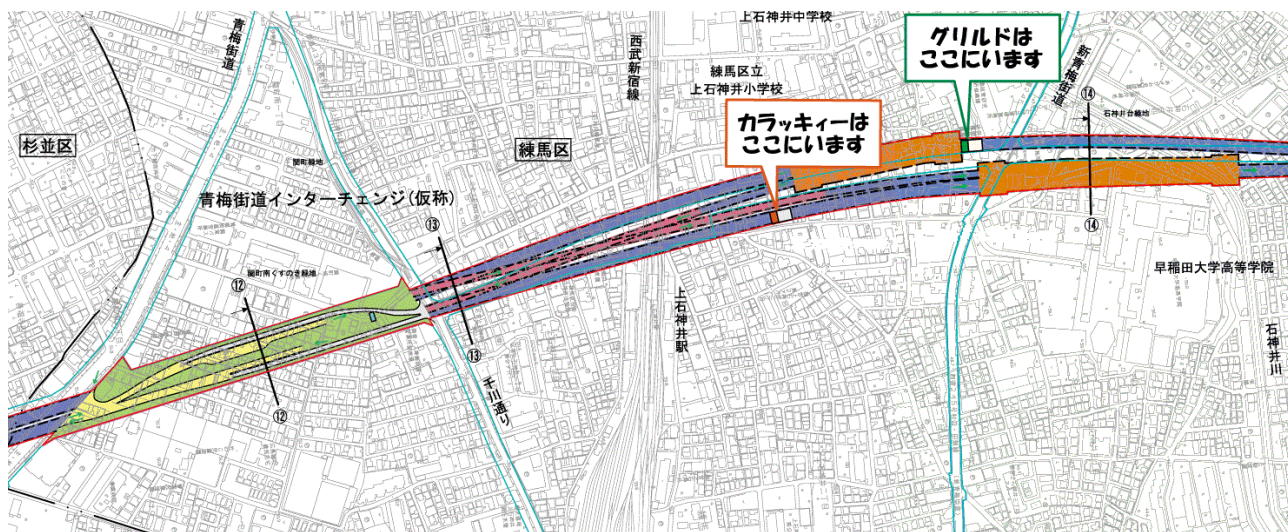 上石神井中学校
青梅街道
西武新宿線
グリルドは
ここにいます
新青梅街道
練馬区立
上石神井小学校
⑭
石神井台緑地
カラッキィーは
ここにいます
杉並区
練馬区
関町緑地
青梅街道インターチェンジ(仮称)
⑬
⑭
関町南くすのき緑地
⑫
早稲田大学高等学院
上石神井駅
石神井川
⑬
千川通り
⑫